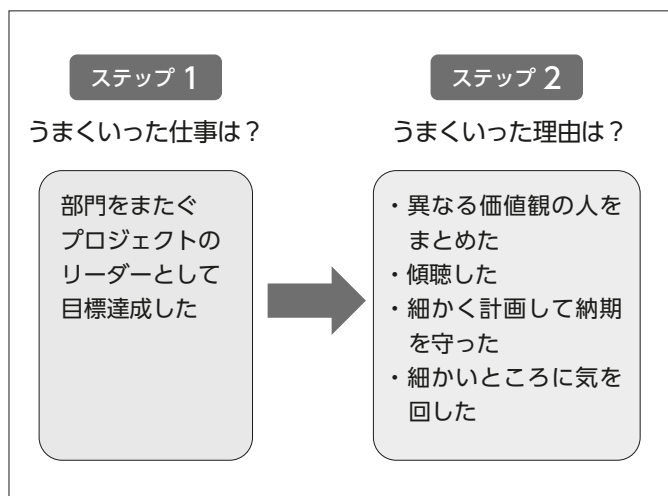 ステップ 1
うまくいった仕事は?
部門をまたぐ
プロジェクトの
リーダーとして
目標達成した
ステップ 2
うまくいった理由は?
・異なる価値観の人を
まとめた
・傾聴した
・細かく計画して納期
を守った
・細かいところに気を
回した